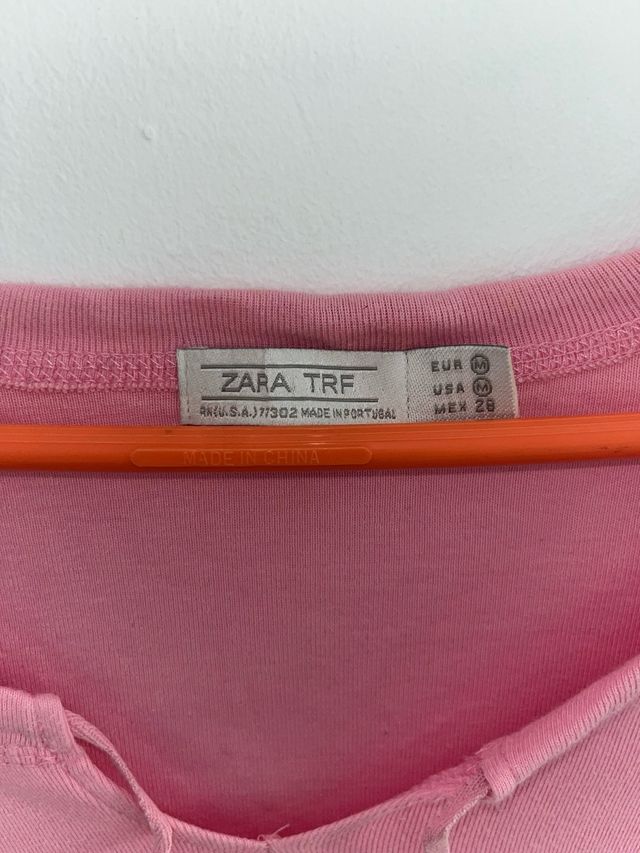 ZARA TRF
RN(U.S.A.)77302 MADE IN PORTUGAL
EUR M
USA M
MEX 28
MADE IN CHINA